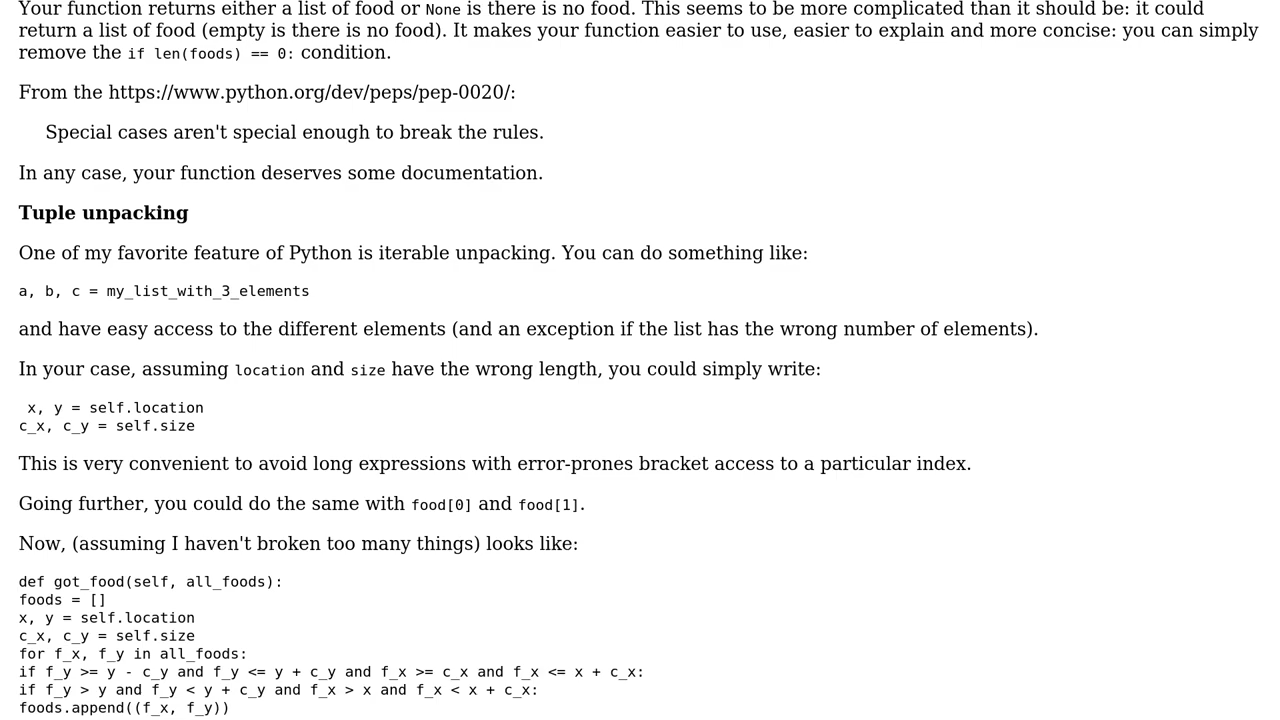 Your function returns either a list of food or None is there is no food. This seems to be more complicated than it should be: it could
return a list of food (empty is there is no food). It makes your function easier to use, easier to explain and more concise: you can simply
remove the if len(foods) == 0: condition.
From the https://www.python.org/dev/peps/pep-0020/:
Special cases aren't special enough to break the rules.
In any case, your function deserves some documentation.
Tuple unpacking
One of my favorite feature of Python is iterable unpacking. You can do something like:
a, b, c = my_list_with_3_elements
and have easy access to the different elements (and an exception if the list has the wrong number of elements).
In your case, assuming location and size have the wrong length, you could simply write:
x, y = self.location
c_x, c_y = self.size
This is very convenient to avoid long expressions with error-prones bracket access to a particular index.
Going further, you could do the same with food[0] and food[1].
Now, (assuming I haven't broken too many things) looks like:
def got_food(self, all_foods):
foods = []
x, y = self.location
c_x, c_y = self.size
for f_x, f_y in all_foods:
if f_y >= y - c_y and f_y <= y + c_y and f_x >= c_x and f_x <= x + c_x:
if f_y > y and f_y < y + c_y and f_x > x and f_x < x + c_x:
foods.append((f_x, f_y))